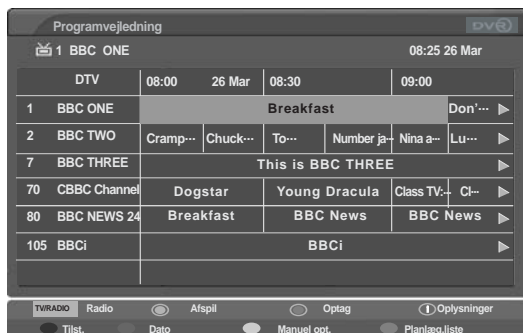 Programvejledning DVR
1 BBC ONE 08:25 26 Mar
DTV 08:00 26 Mar 08:30 09:00
1 BBC ONE Breakfast Don'···
2 BBC TWO Cramp··· Chuck··· To··· Number ja··· Nina a··· Lu···
7 BBC THREE This is BBC THREE
70 CBBC Channel Dogstar Young Dracula Class TV:··· Cl···
80 BBC NEWS 24 Breakfast BBC News BBC News
105 BBCi BBCi
TV/RADIO Radio Afspil Optag Oplysninger
Tilst. Dato Manuel opt. Planlæg.liste